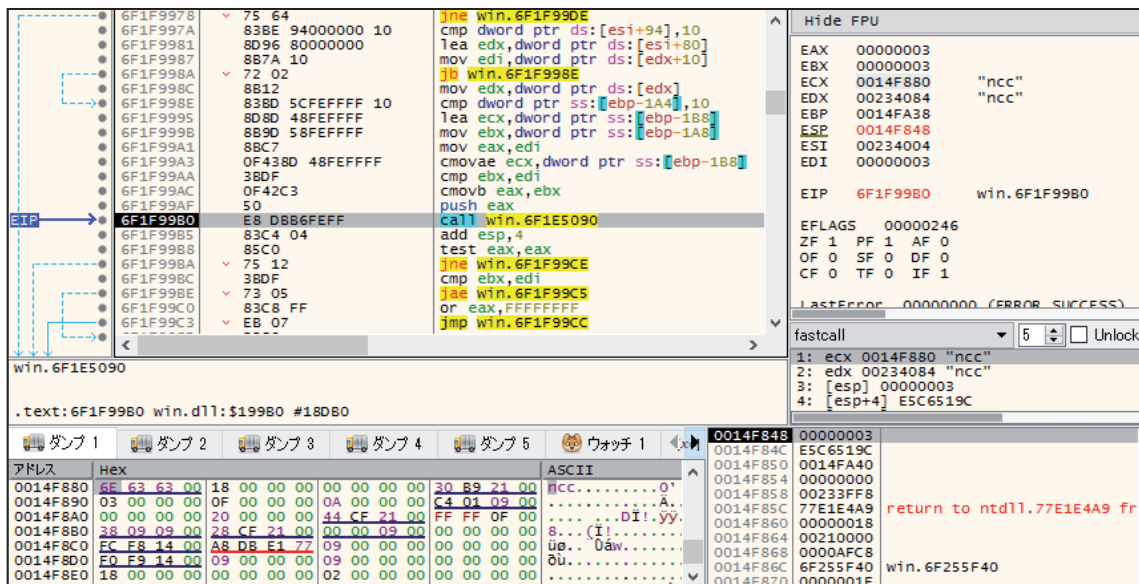 6F1F9978 75 64 jne win.6F1F99DE
6F1F997A 83BE 94000000 10 cmp dword ptr ds:[esi+94],10
6F1F9981 8D96 80000000 lea edx,dword ptr ds:[esi+80]
6F1F9987 8B7A 10 mov edi,dword ptr ds:[edx+10]
6F1F998A 72 02 jb win.6F1F998E
6F1F998C 8B12 mov edx,dword ptr ds:[edx]
6F1F998E 83BD 5CFEFFFF 10 cmp dword ptr ss:[ebp-1A4],10
6F1F9995 8D8D 48FEFFFF lea ecx,dword ptr ss:[ebp-1B8]
6F1F999B 8B9D 58FEFFFF mov ebx,dword ptr ss:[ebp-1A8]
6F1F99A1 8BC7 mov eax,edi
6F1F99A3 0F438D 48FEFFFF cmovae ecx,dword ptr ss:[ebp-1B8]
6F1F99AA 3BDF cmp ebx,edi
6F1F99AC 0F42C3 cmovb eax,ebx
6F1F99AF 50 push eax
EIP 6F1F99B0 E8 DBB6FEFF call win.6F1E5090
6F1F99B5 83C4 04 add esp,4
6F1F99B8 85C0 test eax,eax
6F1F99BA 75 12 jne win.6F1F99CE
6F1F99BC 3BDF cmp ebx,edi
6F1F99BE 73 05 jae win.6F1F99C5
6F1F99C0 83C8 FF or eax,FFFFFFFF
6F1F99C3 EB 07 jmp win.6F1F99CC
Hide FPU
EAX 00000003
EBX 00000003
ECX 0014F880 "ncc"
EDX 00234084 "ncc"
EBP 0014FA38
ESP 0014F848
ESI 00234004
EDI 00000003
EIP 6F1F99B0 win.6F1F99B0
EFLAGS 00000246
ZF 1 PF 1 AF 0
OF 0 SF 0 DF 0
CF 0 TF 0 IF 1
LastError 00000000 (ERROR_SUCCESS)
fastcall 5 Unlock
1: ecx 0014F880 "ncc"
2: edx 00234084 "ncc"
3: [esp] 00000003
4: [esp+4] E5C6519C
win.6F1E5090
.text:6F1F99B0 win.dll:$199B0 #18DB0
ダンプ 1 ダンプ 2 ダンプ 3 ダンプ 4 ダンプ 5 ウォッチ 1
アドレス Hex ASCII
0014F880 6E 63 63 00 18 00 00 00 00 00 00 00 30 B9 21 00 ncc.........0¹
0014F890 03 00 00 00 0F 00 00 00 0A 00 00 00 C4 01 09 00 ............Ä..
0014F8A0 00 00 00 00 20 00 00 00 44 CF 21 00 FF FF 0F 00 .... ...DÏ!.ÿÿ.
0014F8B0 38 09 09 00 28 CF 21 00 00 00 09 00 8...(Ï!.
0014F8C0 FC F8 14 00 A8 DB E1 77 09 00 00 00 00 00 00 00 üø..¨Ûáw........
0014F8D0 F0 F9 14 00 09 00 00 00 09 00 00 00 00 00 00 00 ðù..............
0014F8E0 18 00 00 00 00 00 00 00 02 00 00 00 00 00 00 00
0014F848 00000003
0014F84C E5C6519C
0014F850 0014FA40
0014F854 00000000
0014F858 00233FF8
0014F85C 77E1E4A9 return to ntdll.77E1E4A9 fr
0014F860 00000018
0014F864 00210000
0014F868 0000AFC8
0014F86C 6F255F40 win.6F255F40
0014F870 0000001F